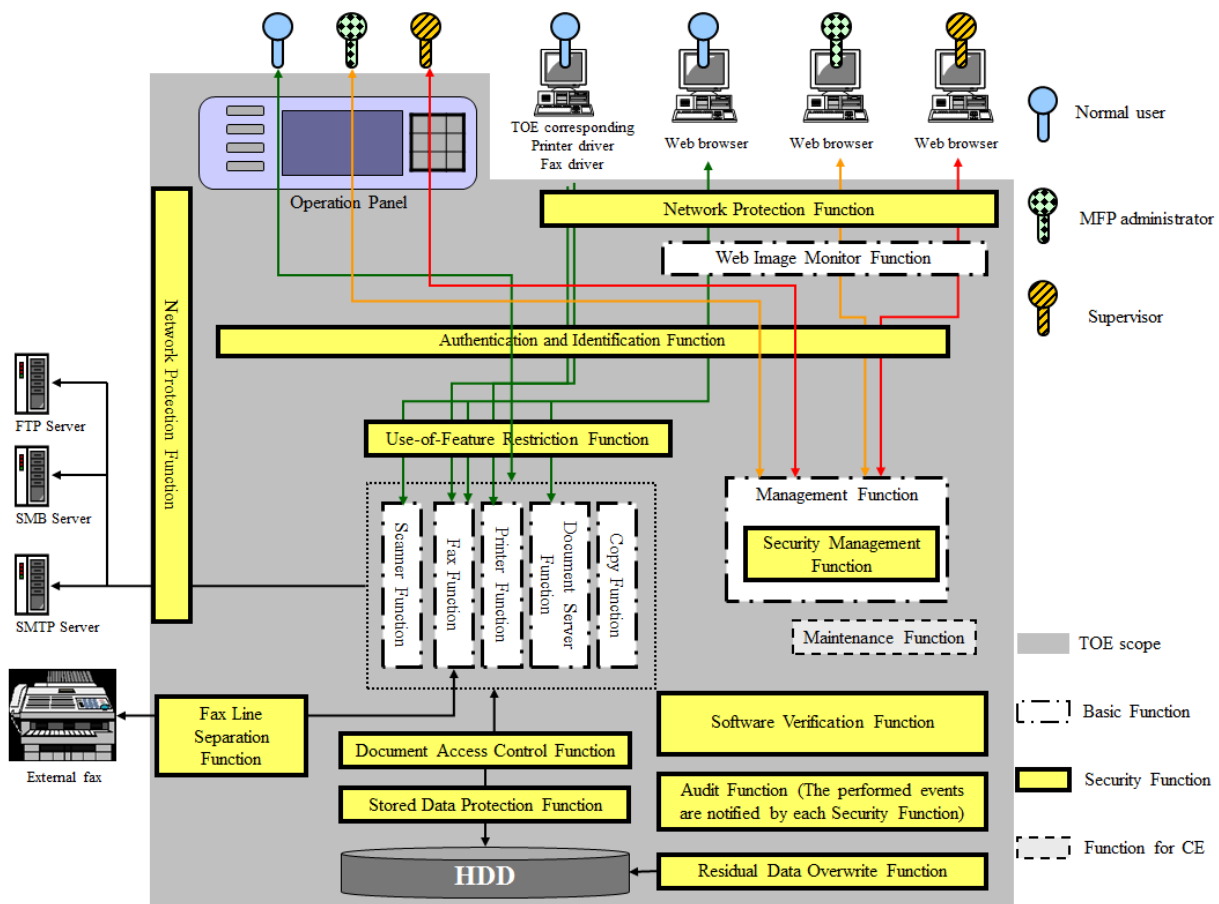 TOE corresponding
Printer driver
Fax driver
Web browser
Web browser
Web browser
Normal user
MFP administrator
Supervisor
Operation Panel
Network Protection Function
Web Image Monitor Function
Network Protection Function
Authentication and Identification Function
FTP Server
SMB Server
SMTP Server
Use-of-Feature Restriction Function
Scanner Function
Fax Function
Printer Function
Document Server
Function
Copy Function
Management Function
Security Management
Function
Maintenance Function
TOE scope
Basic Function
Security Function
Function for CE
External fax
Fax Line
Separation
Function
Document Access Control Function
Stored Data Protection Function
HDD
Software Verification Function
Audit Function (The performed events
are notified by each Security Function)
Residual Data Overwrite Function